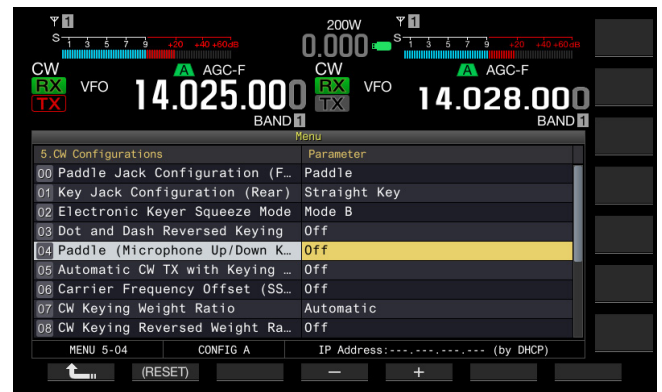 1 200W 1
S 1 3 5 7 9 +20 +40 +60dB 0.000 S 1 3 5 7 9 +20 +40 +60dB
CW A AGC-F CW A AGC-F
RX VFO 14.025.000 RX VFO 14.028.000
TX TX
BAND 1 BAND 1
Menu
5.CW Configurations Parameter
00 Paddle Jack Configuration (F… Paddle
01 Key Jack Configuration (Rear) Straight Key
02 Electronic Keyer Squeeze Mode Mode B
03 Dot and Dash Reversed Keying Off
04 Paddle (Microphone Up/Down K… Off
05 Automatic CW TX with Keying … Off
06 Carrier Frequency Offset (SS… Off
07 CW Keying Weight Ratio Automatic
08 CW Keying Reversed Weight Ra… Off
MENU 5-04 CONFIG A IP Address:---.---.---.--- (by DHCP)
(RESET) − +